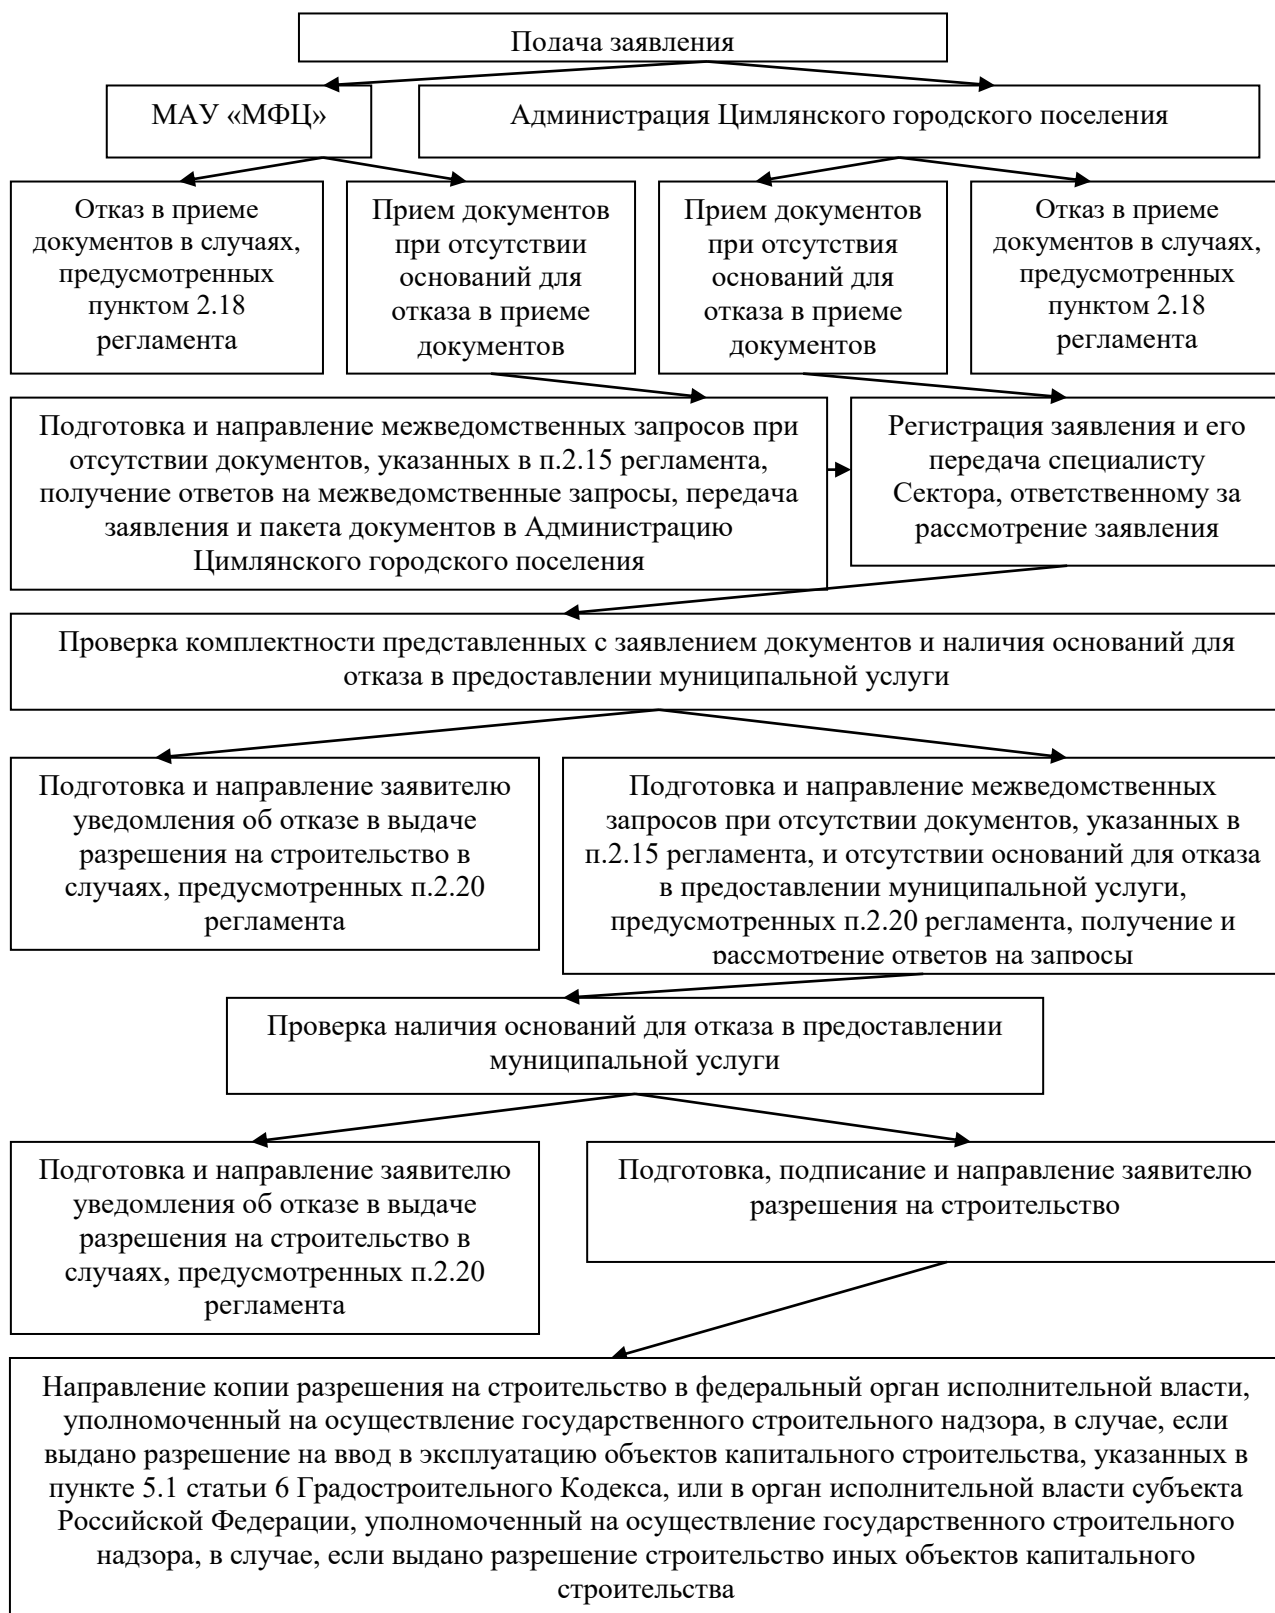 Подача заявления
МАУ «МФЦ»
Администрация Цимлянского городского поселения
Отказ в приеме
документов в случаях,
предусмотренных
пунктом 2.18
регламента
Прием документов
при отсутствии
оснований для
отказа в приеме
документов
Прием документов
при отсутствия
оснований для
отказа в приеме
документов
Отказ в приеме
документов в случаях,
предусмотренных
пунктом 2.18
регламента
Подготовка и направление межведомственных запросов при
отсутствии документов, указанных в п.2.15 регламента,
получение ответов на межведомственные запросы, передача
заявления и пакета документов в Администрацию
Цимлянского городского поселения
Регистрация заявления и его
передача специалисту
Сектора, ответственному за
рассмотрение заявления
Проверка комплектности представленных с заявлением документов и наличия оснований для
отказа в предоставлении муниципальной услуги
Подготовка и направление заявителю
уведомления об отказе в выдаче
разрешения на строительство в
случаях, предусмотренных п.2.20
регламента
Подготовка и направление межведомственных
запросов при отсутствии документов, указанных в
п.2.15 регламента, и отсутствии оснований для отказа
в предоставлении муниципальной услуги,
предусмотренных п.2.20 регламента, получение и
рассмотрение ответов на запросы
Проверка наличия оснований для отказа в предоставлении
муниципальной услуги
Подготовка и направление заявителю
уведомления об отказе в выдаче
разрешения на строительство в
случаях, предусмотренных п.2.20
регламента
Подготовка, подписание и направление заявителю
разрешения на строительство
Направление копии разрешения на строительство в федеральный орган исполнительной власти,
уполномоченный на осуществление государственного строительного надзора, в случае, если
выдано разрешение на ввод в эксплуатацию объектов капитального строительства, указанных в
пункте 5.1 статьи 6 Градостроительного Кодекса, или в орган исполнительной власти субъекта
Российской Федерации, уполномоченный на осуществление государственного строительного
надзора, в случае, если выдано разрешение строительство иных объектов капитального
строительства